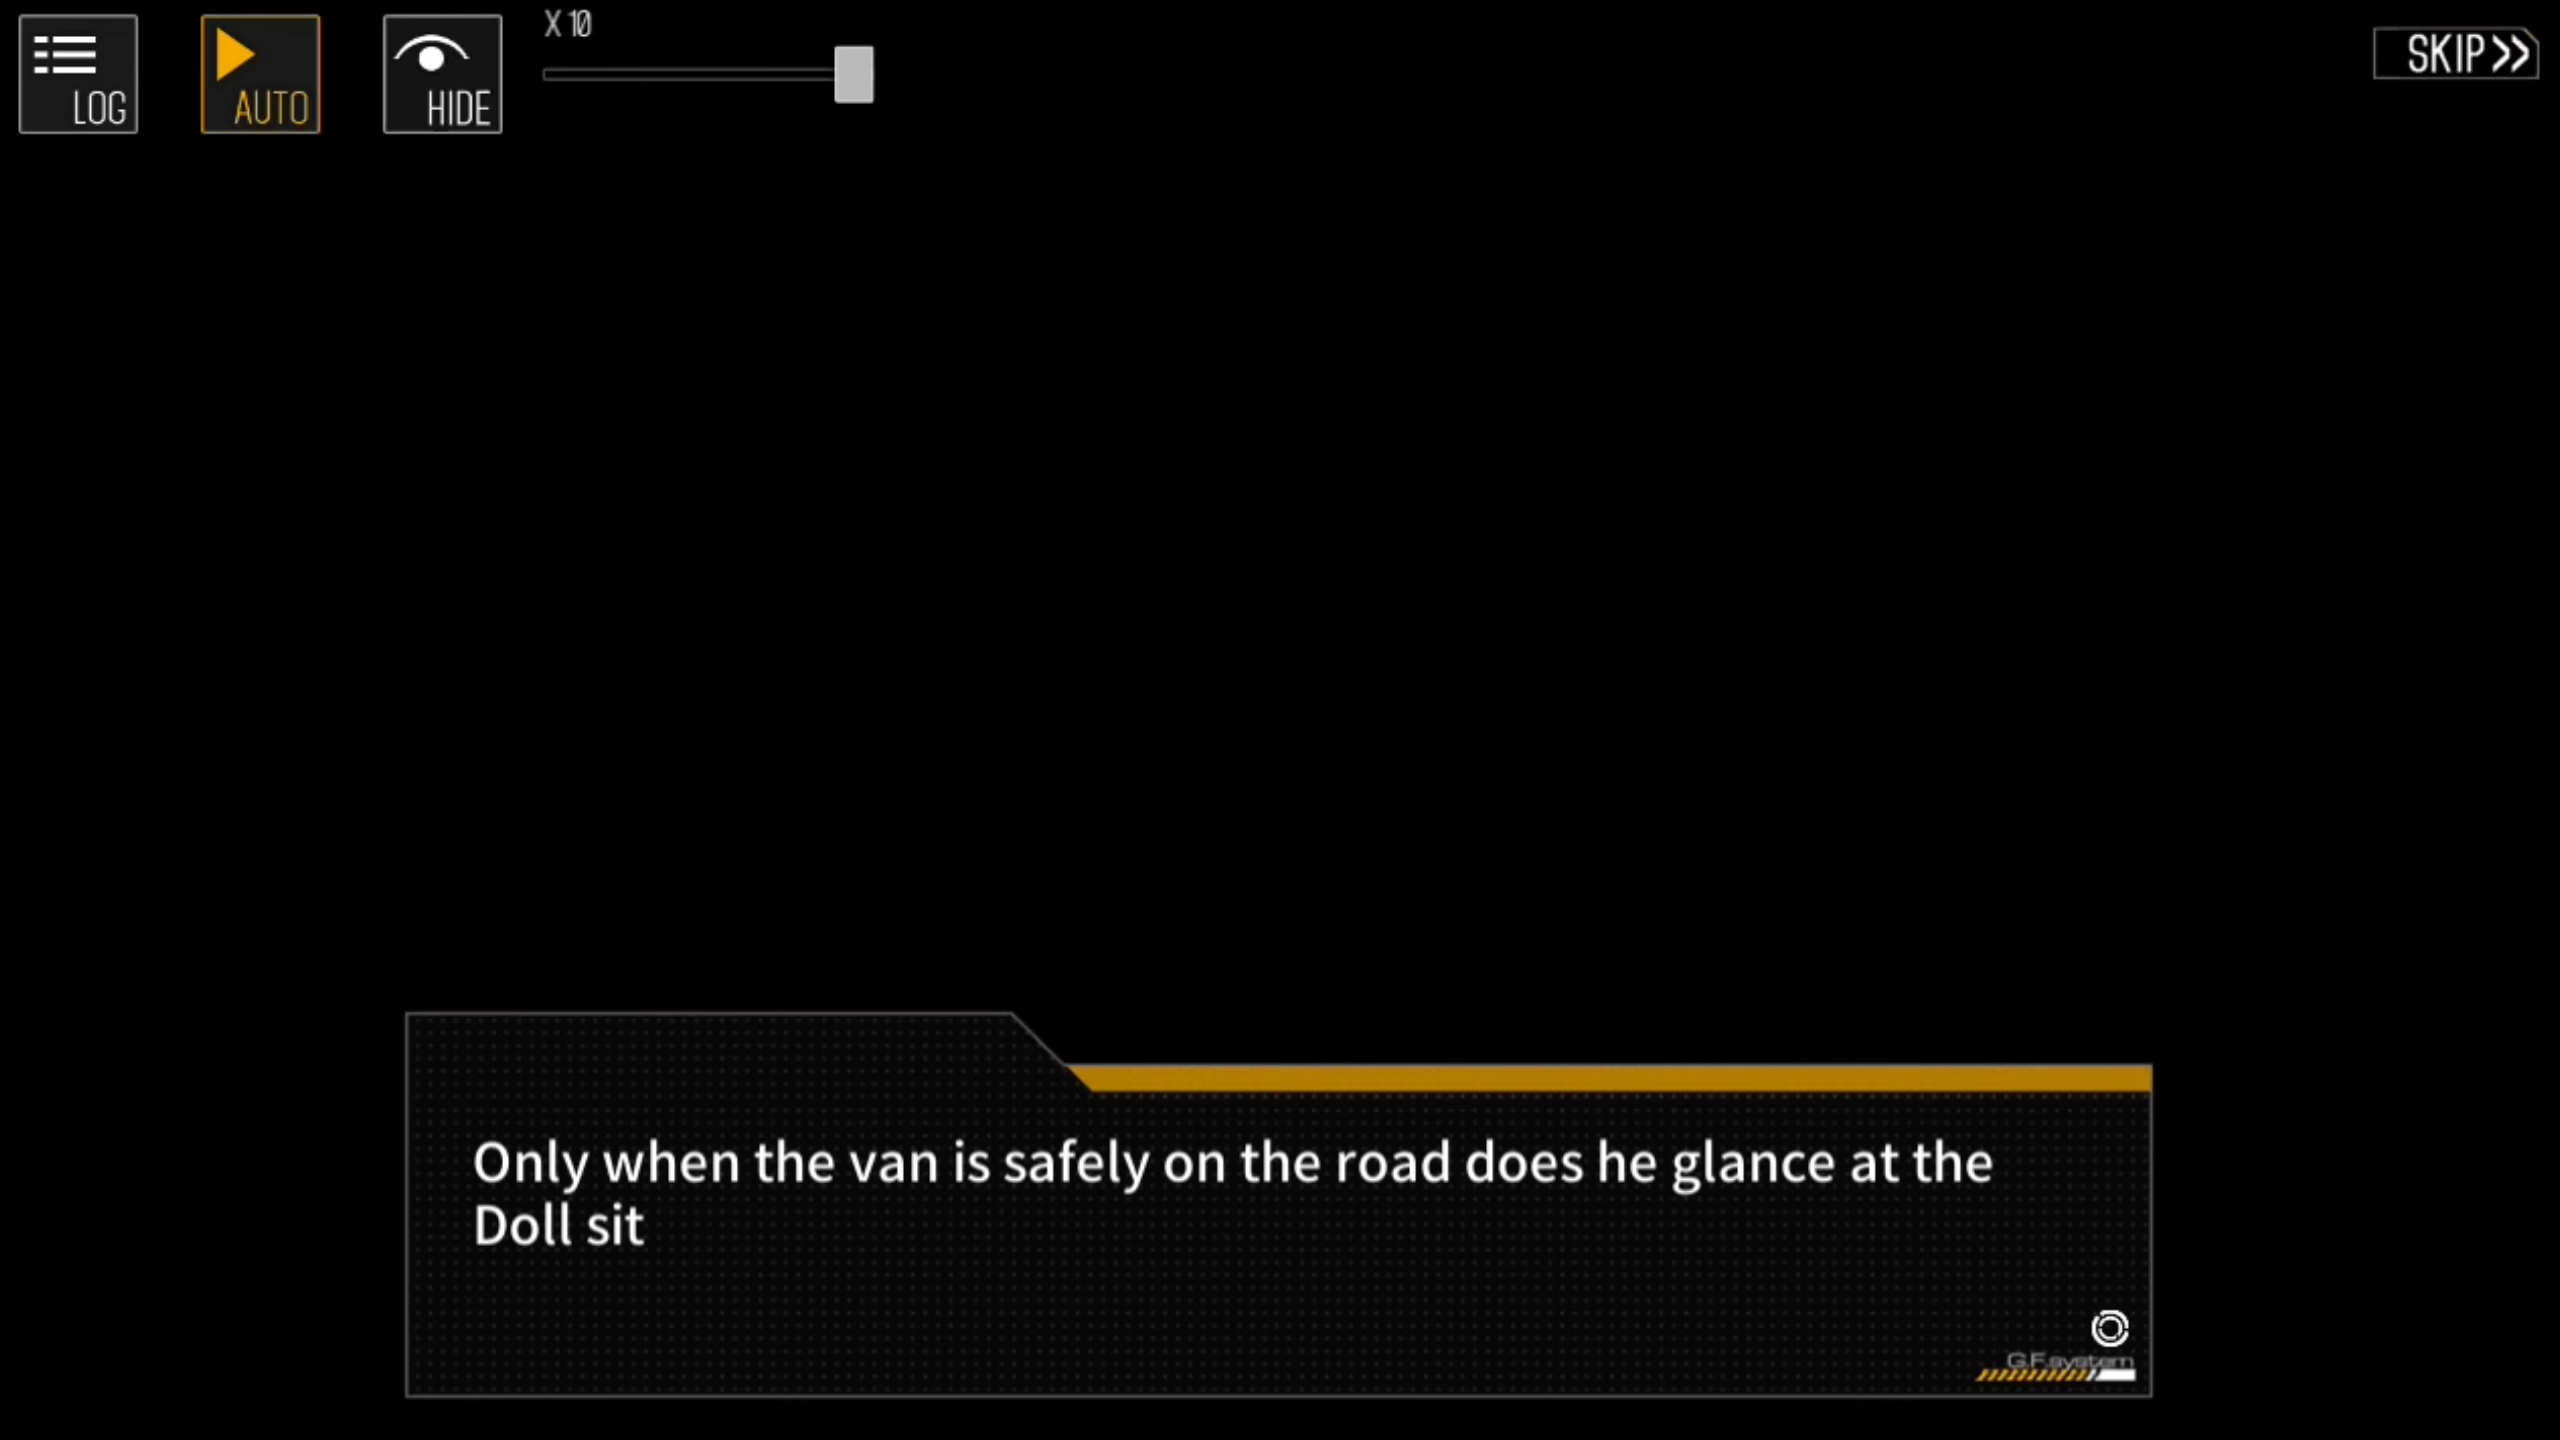 X 10
LOG
AUTO
HIDE
SKIP
Only when the van is safely on the road does he glance at the
Doll sit
G.F.system